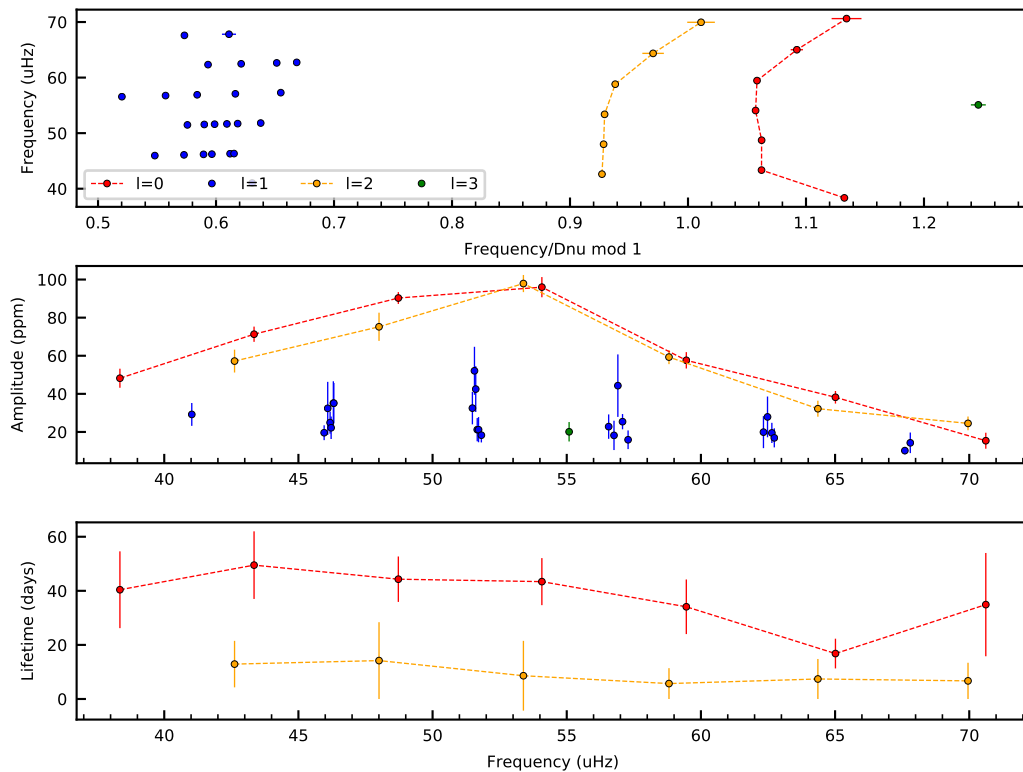 70
60
50
40
Frequency (uHz)
l=0 l=1 l=2 l=3
0.5 0.6 0.7 0.8 0.9 1.0 1.1 1.2
Frequency/Dnu mod 1
100
80
60
40
20
Amplitude (ppm)
40 45 50 55 60 65 70
60
40
20
0
Lifetime (days)
40 45 50 55 60 65 70
Frequency (uHz)